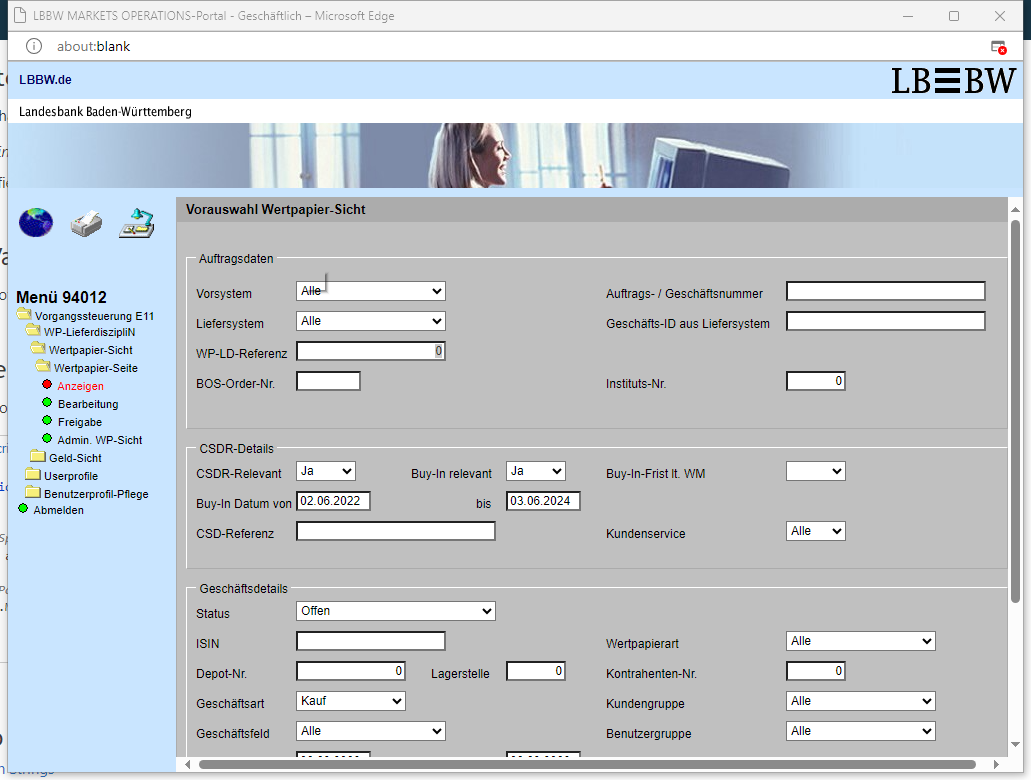 LBBW MARKETS OPERATIONS-Portal - Geschäftlich – Microsoft Edge
about:blank
LBBW.de
LBBW
Landesbank Baden-Württemberg
Vorauswahl Wertpapier-Sicht
Menü 94012
Vorgangssteuerung E11
WP-LieferdiszipliN
Wertpapier-Sicht
Wertpapier-Seite
Anzeigen
Bearbeitung
Freigabe
Admin. WP-Sicht
Geld-Sicht
Userprofile
Benutzerprofil-Pflege
Abmelden
Auftragsdaten
Vorsystem Alle Auftrags- / Geschäftsnummer
Liefersystem Alle Geschäfts-ID aus Liefersystem
WP-LD-Referenz 0
BOS-Order-Nr. Instituts-Nr. 0
CSDR-Details
CSDR-Relevant Ja Buy-In relevant Ja Buy-In-Frist lt. WM
Buy-In Datum von 02.06.2022 bis 03.06.2024
CSD-Referenz Kundenservice Alle
Geschäftsdetails
Status Offen
ISIN Wertpapierart Alle
Depot-Nr. 0 Lagerstelle 0 Kontrahenten-Nr. 0
Geschäftsart Kauf Kundengruppe Alle
Geschäftsfeld Alle Benutzergruppe Alle